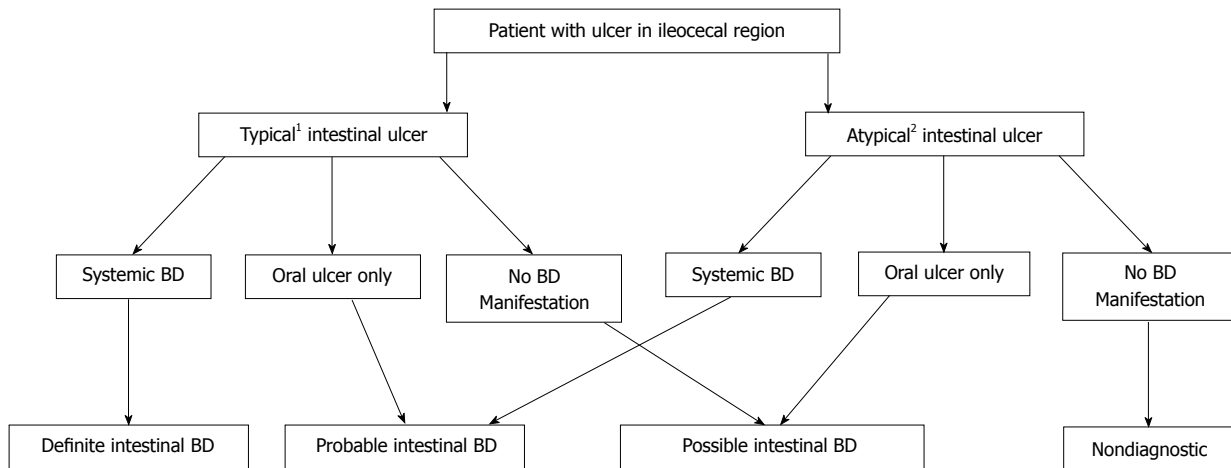 Patient with ulcer in ileocecal region
Typical¹ intestinal ulcer
Atypical² intestinal ulcer
Systemic BD
Oral ulcer only
No BD
Manifestation
Systemic BD
Oral ulcer only
No BD
Manifestation
Definite intestinal BD
Probable intestinal BD
Possible intestinal BD
Nondiagnostic